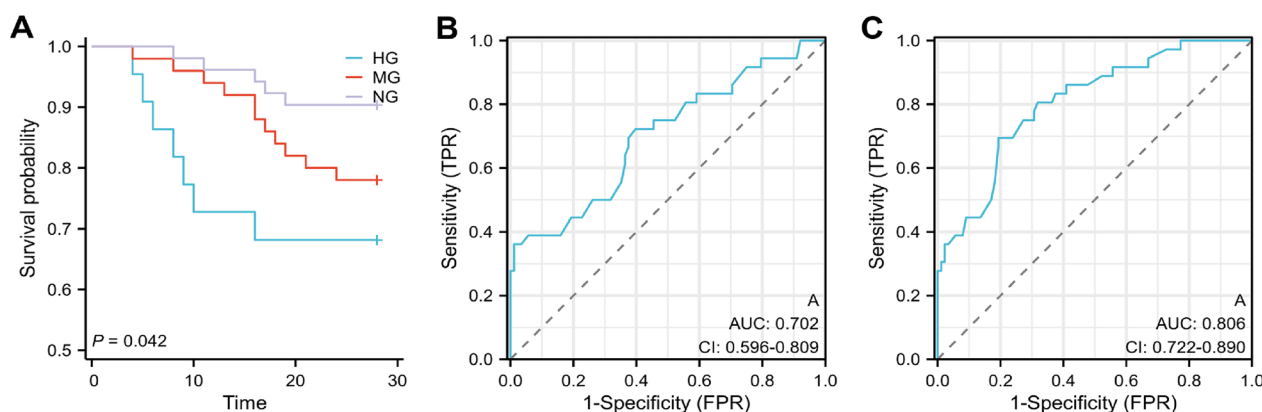 A
Survival probability
1.0
0.9
0.8
0.7
0.6
0.5
HG
MG
NG
P = 0.042
0
10
20
30
Time
B
Sensitivity (TPR)
1.0
0.8
0.6
0.4
0.2
0.0
A
AUC: 0.702
CI: 0.596-0.809
0.0
0.2
0.4
0.6
0.8
1.0
1-Specificity (FPR)
C
Sensitivity (TPR)
1.0
0.8
0.6
0.4
0.2
0.0
A
AUC: 0.806
CI: 0.722-0.890
0.0
0.2
0.4
0.6
0.8
1.0
1-Specificity (FPR)